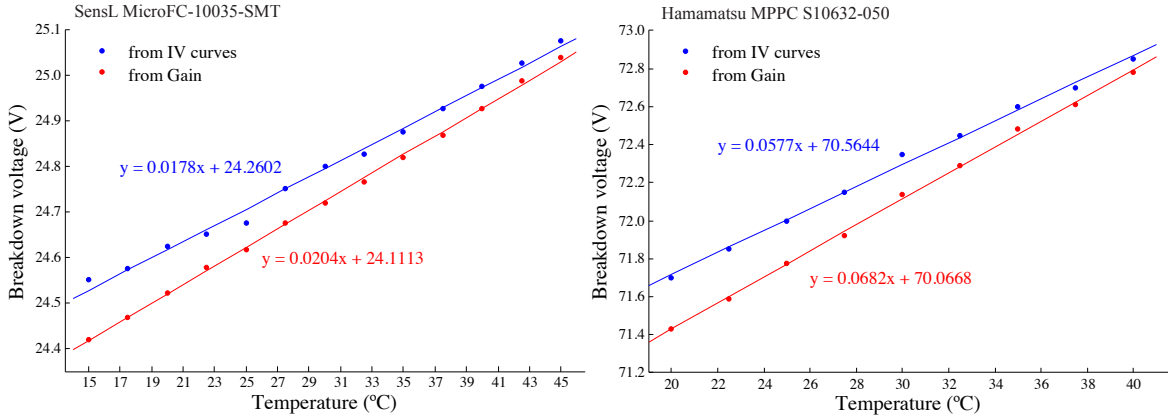 SensL MicroFC-10035-SMT
25.1
25.0
24.9
24.8
24.7
24.6
24.5
24.4
Breakdown voltage (V)
from IV curves
from Gain
y = 0.0178x + 24.2602
y = 0.0204x + 24.1113
15 17 19 21 23 25 27 29 31 33 35 37 39 41 43 45
Temperature (ºC)
Hamamatsu MPPC S10632-050
73.0
72.8
72.6
72.4
72.2
72.0
71.8
71.6
71.4
71.2
Breakdown voltage (V)
from IV curves
from Gain
y = 0.0577x + 70.5644
y = 0.0682x + 70.0668
20 22 24 26 28 30 32 34 36 38 40
Temperature (ºC)